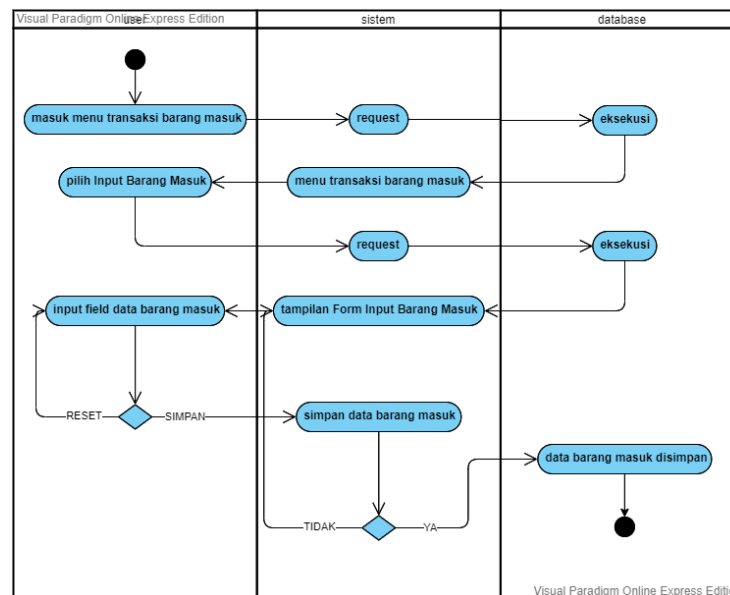 Visual Paradigm Online Express Edition
user
sistem
database
masuk menu transaksi barang masuk
request
eksekusi
pilih Input Barang Masuk
menu transaksi barang masuk
request
eksekusi
input field data barang masuk
tampilan Form Input Barang Masuk
RESET
SIMPAN
simpan data barang masuk
data barang masuk disimpan
TIDAK
YA
Visual Paradigm Online Express Editio